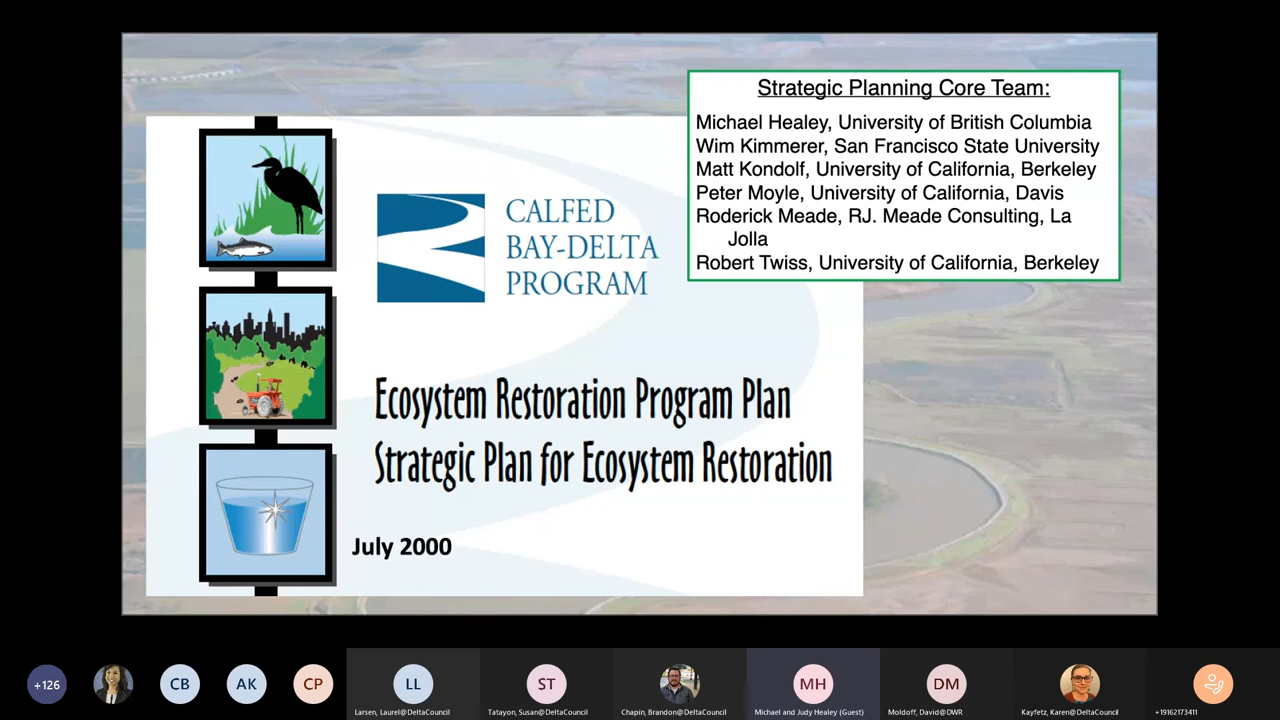 Strategic Planning Core Team:
Michael Healey, University of British Columbia
Wim Kimmerer, San Francisco State University
Matt Kondolf, University of California, Berkeley
Peter Moyle, University of California, Davis
Roderick Meade, RJ. Meade Consulting, La
Jolla
Robert Twiss, University of California, Berkeley
CALFED
BAY-DELTA
PROGRAM
Ecosystem Restoration Program Plan
Strategic Plan for Ecosystem Restoration
July 2000
+126
CB
AK
CP
LL
ST
MH
DM
Larsen, Laurel@DeltaCouncil
Tatayon, Susan@DeltaCouncil
Chapin, Brandon@DeltaCouncil
Michael and Judy Healey (Guest)
Moldoff, David@DWR
Kayfetz, Karen@DeltaCouncil
+19162173411